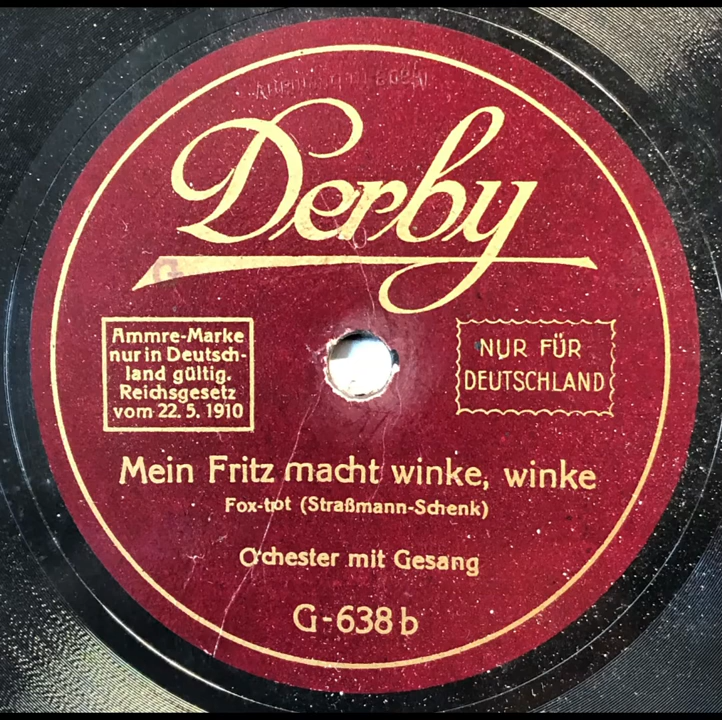 Derby
Ammre-Marke
nur in Deutsch-
land gültig.
Reichsgesetz
vom 22. 5. 1910
NUR FÜR
DEUTSCHLAND
Mein Fritz macht winke, winke
Fox-trot (Straßmann-Schenk)
Orchester mit Gesang
G-638 b